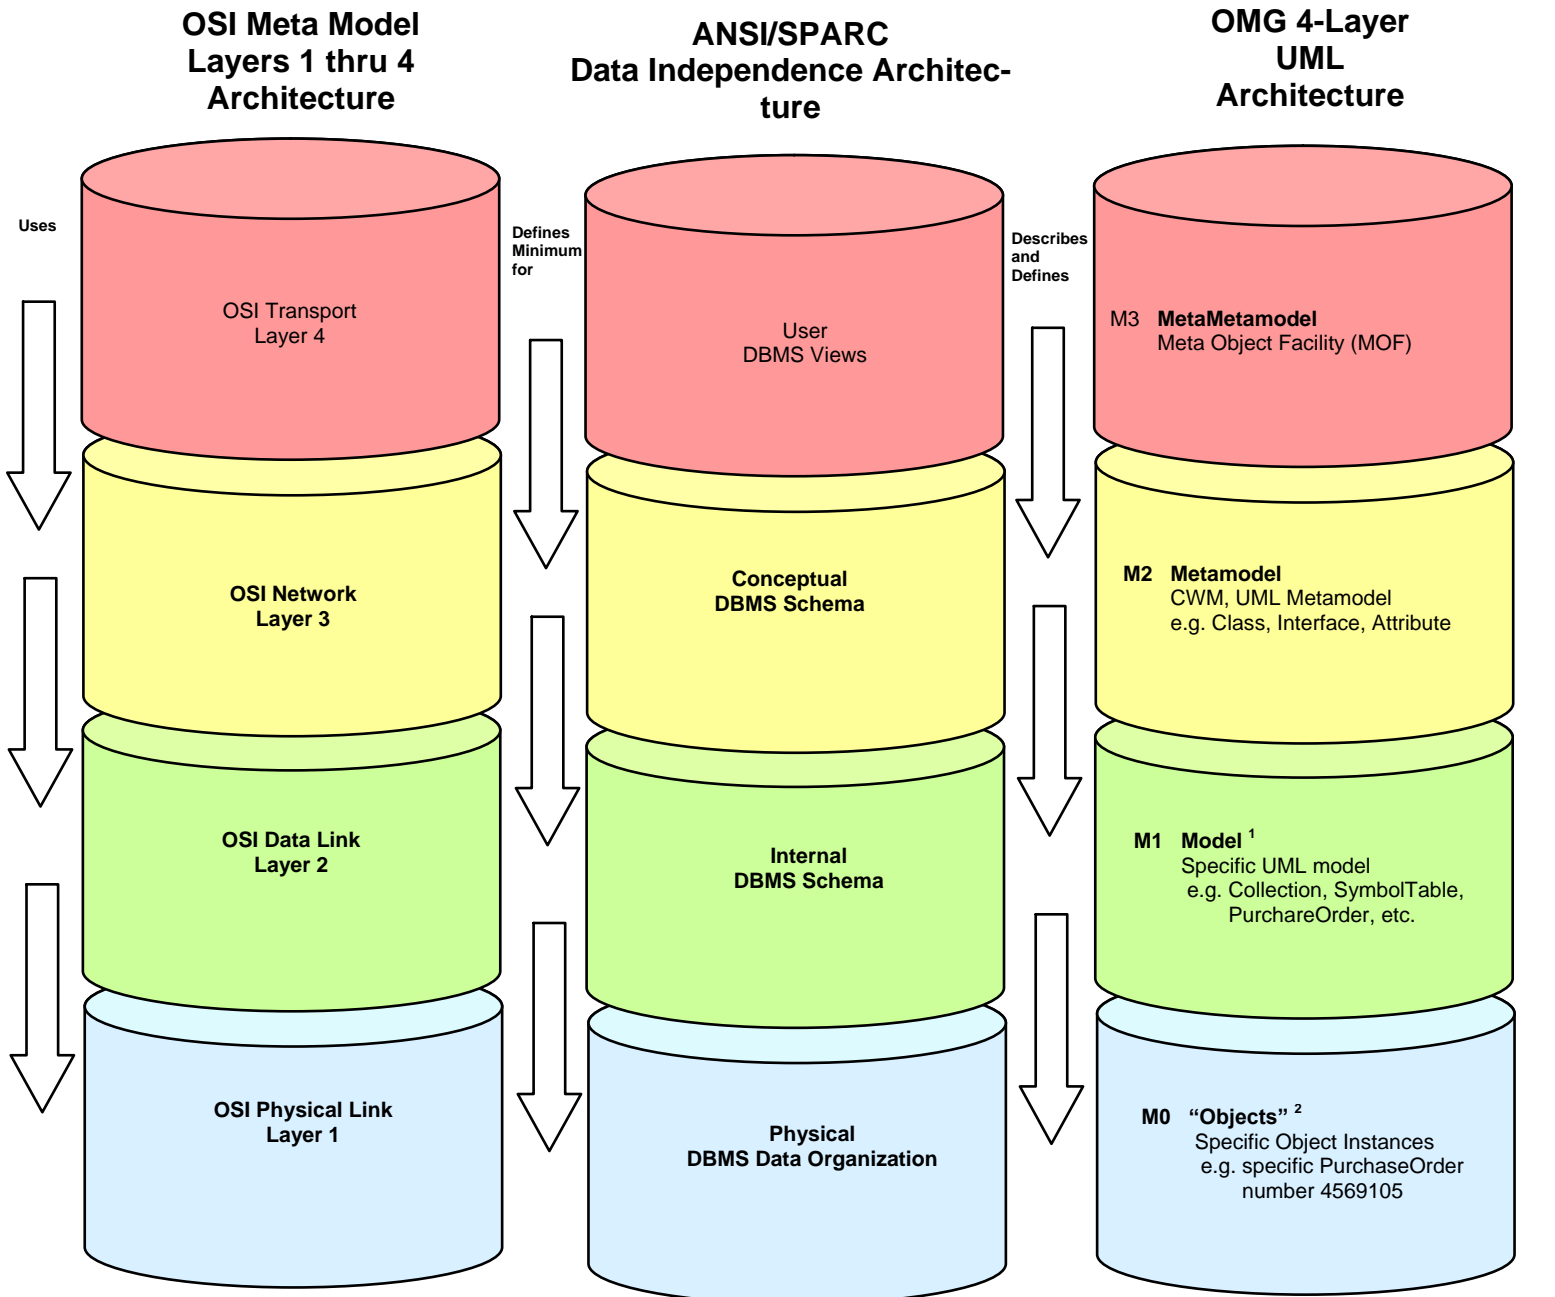 OSI Meta Model
Layers 1 thru 4
Architecture
ANSI/SPARC
Data Independence Architec-
ture
OMG 4-Layer
UML
Architecture
Uses
OSI Transport
Layer 4
OSI Network
Layer 3
OSI Data Link
Layer 2
OSI Physical Link
Layer 1
Defines
Minimum
for
User
DBMS Views
Conceptual
DBMS Schema
Internal
DBMS Schema
Physical
DBMS Data Organization
Describes
and
Defines
M3 MetaMetamodel
Meta Object Facility (MOF)
M2 Metamodel
CWM, UML Metamodel
e.g. Class, Interface, Attribute
M1 Model ¹
Specific UML model
e.g. Collection, SymbolTable,
PurchareOrder, etc.
M0 “Objects” ²
Specific Object Instances
e.g. specific PurchaseOrder
number 4569105